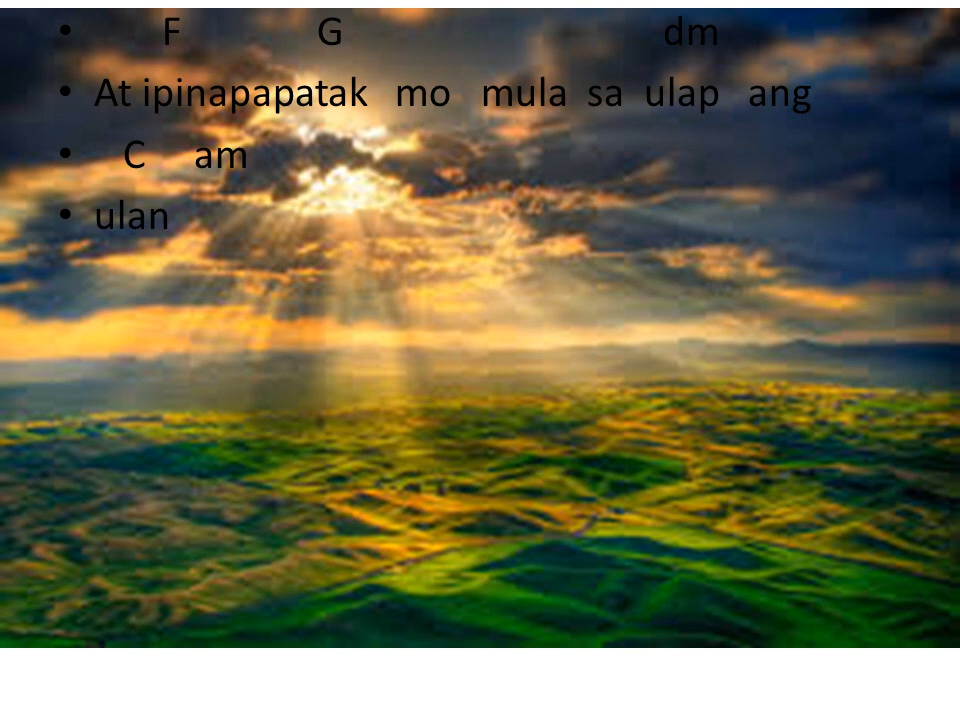 • F G dm
• At ipinapapatak mo mula sa ulap ang
• C am
• ulan